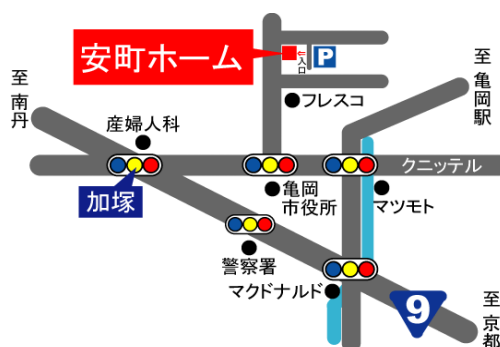 安町ホーム
⇐入口
P
至亀岡駅
至南丹
フレスコ
産婦人科
クニッテル
加塚
亀岡
市役所
マツモト
警察署
マクドナルド
9
至京都